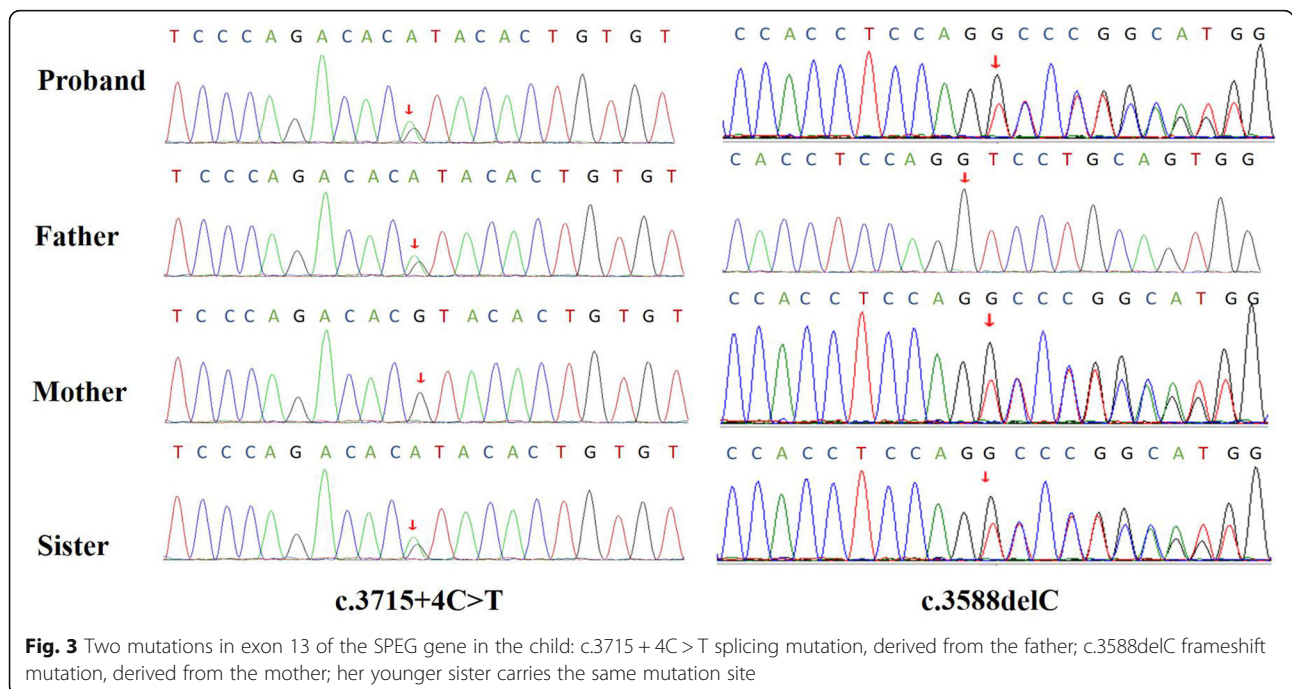 T C C C A G A C A C A T A C A C T G T G T
C C A C C T C C A G G C C C G G C A T G G
Proband
T C C C A G A C A C A T A C A C T G T G T
C A C C T C C A G G T C C T G C A G T G G
Father
T C C C A G A C A C G T A C A C T G T G T
C C A C C T C C A G G C C C G G C A T G G
Mother
T C C C A G A C A C A T A C A C T G T G T
C C A C C T C C A G G C C C G G C A T G G
Sister
c.3715+4C>T
c.3588delC
Fig. 3 Two mutations in exon 13 of the SPEG gene in the child: c.3715 + 4C > T splicing mutation, derived from the father; c.3588delC frameshift
mutation, derived from the mother; her younger sister carries the same mutation site